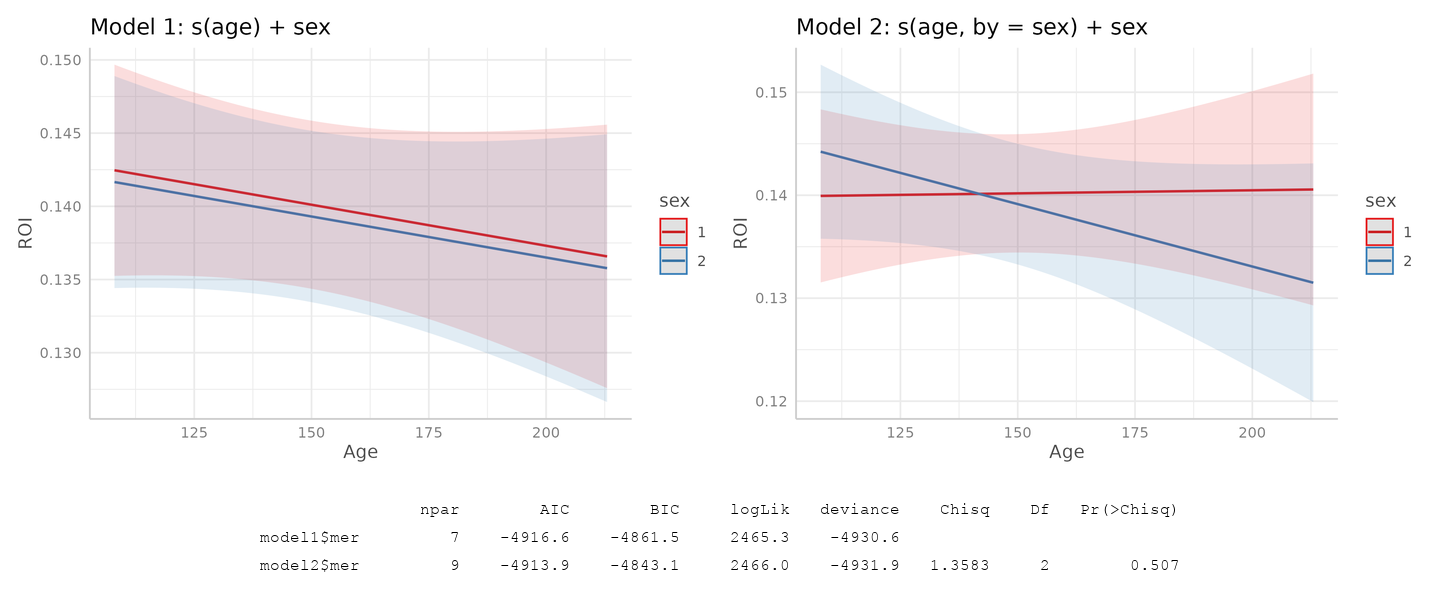 Model 1: s(age) + sex
0.150
0.145
0.140
0.135
0.130
ROI
125 150 175 200
Age
sex
1
2
Model 2: s(age, by = sex) + sex
0.15
0.14
0.13
0.12
ROI
125 150 175 200
Age
sex
1
2
npar AIC BIC logLik deviance Chisq Df Pr(>Chisq)
model1$mer 7 -4916.6 -4861.5 2465.3 -4930.6
model2$mer 9 -4913.9 -4843.1 2466.0 -4931.9 1.3583 2 0.507